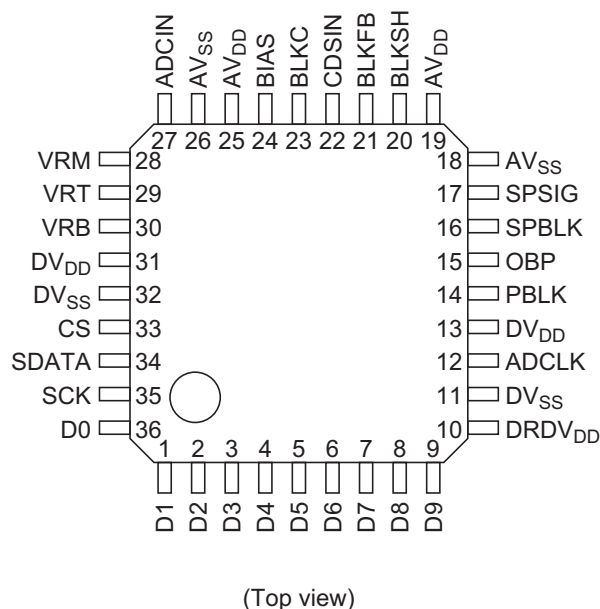 ADCIN
AVSS
AVDD
BIAS
BLKC
CDSIN
BLKFB
BLKSH
AVDD
27 26 25 24 23 22 21 20 19
VRM 28 18 AVSS
VRT 29 17 SPSIG
VRB 30 16 SPBLK
DVDD 31 15 OBP
DVSS 32 14 PBLK
CS 33 13 DVDD
SDATA 34 12 ADCLK
SCK 35 11 DVSS
D0 36 10 DRDVDD
1 2 3 4 5 6 7 8 9
D1
D2
D3
D4
D5
D6
D7
D8
D9
(Top view)